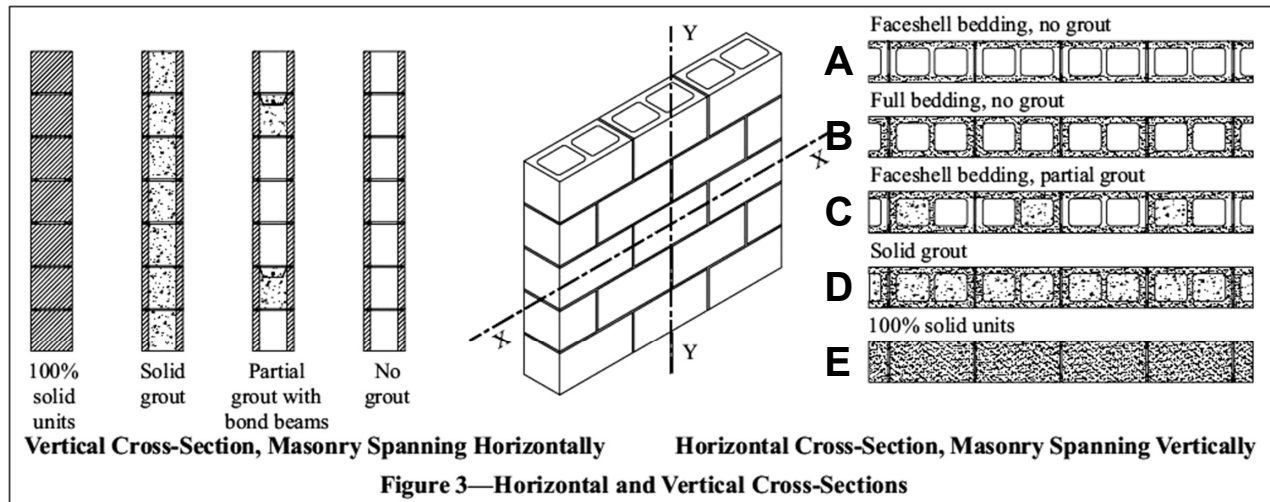 100%
solid
units
Solid
grout
Partial
grout with
bond beams
No
grout
Vertical Cross-Section, Masonry Spanning Horizontally
Y
X
X
Y
Faceshell bedding, no grout
A
Full bedding, no grout
B
Faceshell bedding, partial grout
C
Solid grout
D
100% solid units
E
Horizontal Cross-Section, Masonry Spanning Vertically
Figure 3—Horizontal and Vertical Cross-Sections